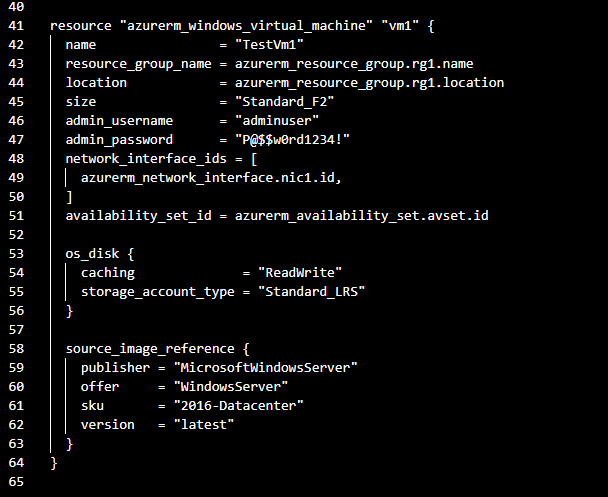 40
41 resource "azurerm_windows_virtual_machine" "vm1" {
42   name                = "TestVm1"
43   resource_group_name = azurerm_resource_group.rg1.name
44   location            = azurerm_resource_group.rg1.location
45   size                = "Standard_F2"
46   admin_username      = "adminuser"
47   admin_password      = "P@$$w0rd1234!"
48   network_interface_ids = [
49     azurerm_network_interface.nic1.id,
50   ]
51   availability_set_id = azurerm_availability_set.avset.id
52
53   os_disk {
54     caching              = "ReadWrite"
55     storage_account_type = "Standard_LRS"
56   }
57
58   source_image_reference {
59     publisher = "MicrosoftWindowsServer"
60     offer     = "WindowsServer"
61     sku       = "2016-Datacenter"
62     version   = "latest"
63   }
64 }
65